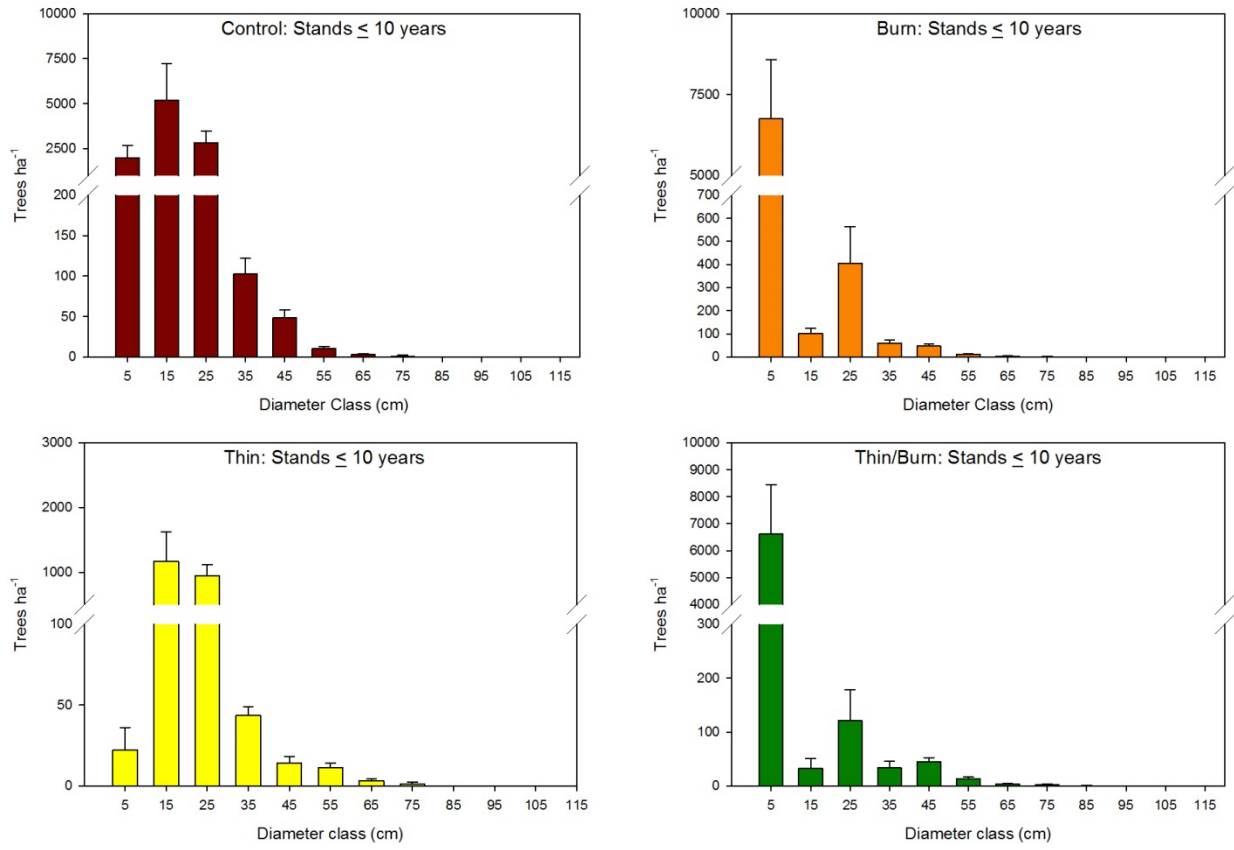 Control: Stands ≤ 10 years
10000
7500
5000
2500
200
150
100
50
0
Trees ha⁻¹
5 15 25 35 45 55 65 75 85 95 105 115
Diameter Class (cm)
Burn: Stands ≤ 10 years
10000
7500
5000
700
600
500
400
300
200
100
0
Trees ha⁻¹
5 15 25 35 45 55 65 75 85 95 105 115
Diameter Class (cm)
Thin: Stands ≤ 10 years
3000
2000
1000
100
50
0
Trees ha⁻¹
5 15 25 35 45 55 65 75 85 95 105 115
Diameter class (cm)
Thin/Burn: Stands ≤ 10 years
10000
9000
8000
7000
6000
5000
4000
300
200
100
0
Trees ha⁻¹
5 15 25 35 45 55 65 75 85 95 105 115
Diameter class (cm)